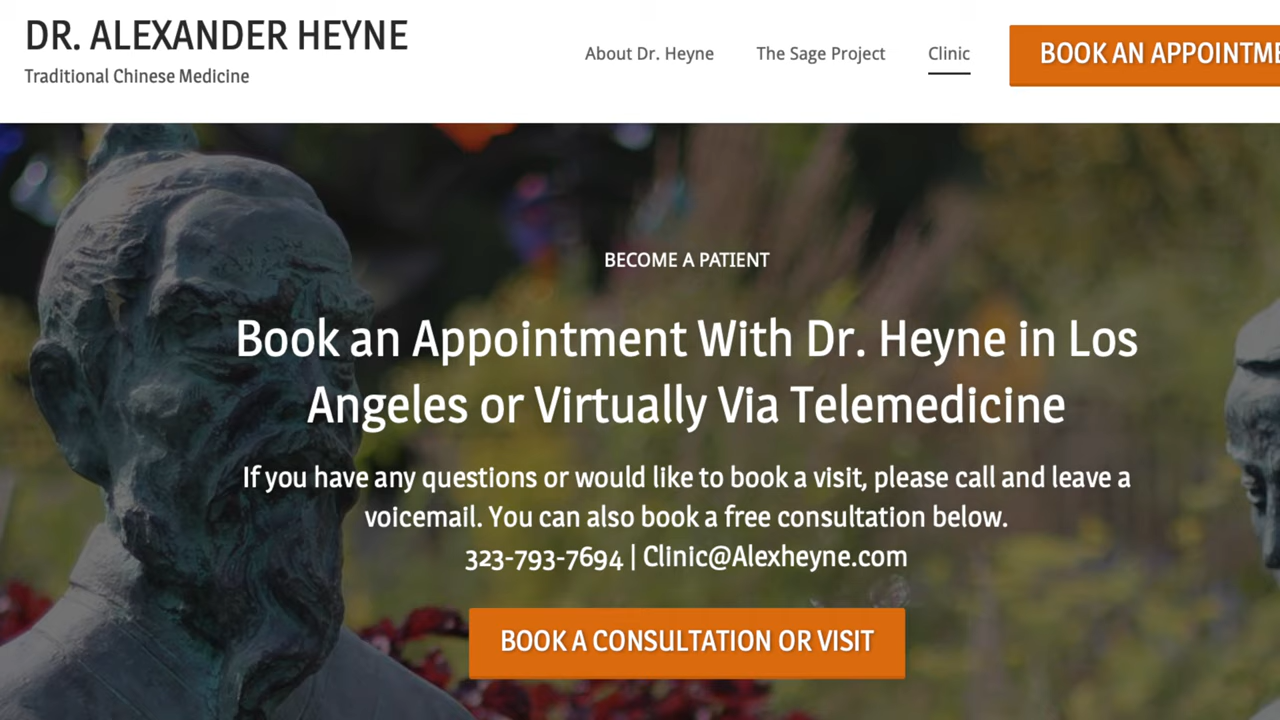 DR. ALEXANDER HEYNE
Traditional Chinese Medicine
About Dr. Heyne
The Sage Project
Clinic
BOOK AN APPOINTME
BECOME A PATIENT
Book an Appointment With Dr. Heyne in Los
Angeles or Virtually Via Telemedicine
If you have any questions or would like to book a visit, please call and leave a
voicemail. You can also book a free consultation below.
323-793-7694 | Clinic@Alexheyne.com
BOOK A CONSULTATION OR VISIT